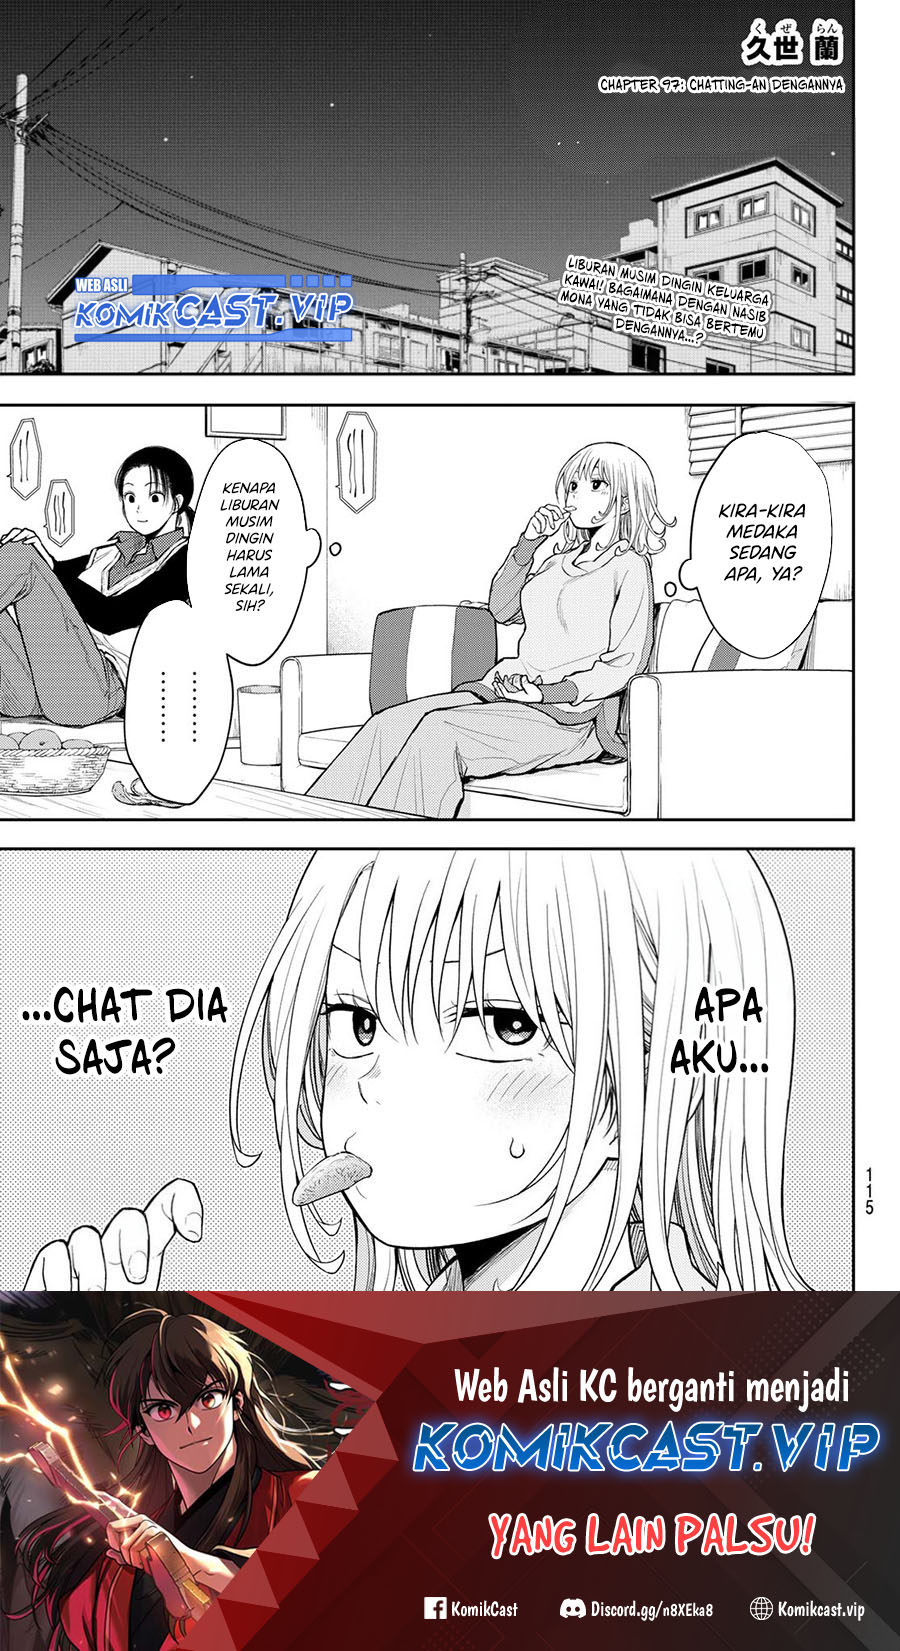 くぜ らん
久世 蘭
CHAPTER 97: CHATTING-AN DENGANNYA
WEB ASLI
KOMIKCAST.VIP
LIBURAN MUSIM DINGIN KELUARGA
KAWAI! BAGAIMANA DENGAN NASIB
MONA YANG TIDAK BISA BERTEMU
DENGANNYA...?
KIRA-KIRA
MEDAKA
SEDANG
APA, YA?
KENAPA
LIBURAN
MUSIM
DINGIN
HARUS
LAMA
SEKALI,
SIH?
APA
AKU...
...CHAT DIA
SAJA?
115
Web Asli KC berganti menjadi
KOMIKCAST.VIP
YANG LAIN PALSU!
KomikCast
Discord.gg/n8XEka8
Komikcast.vip